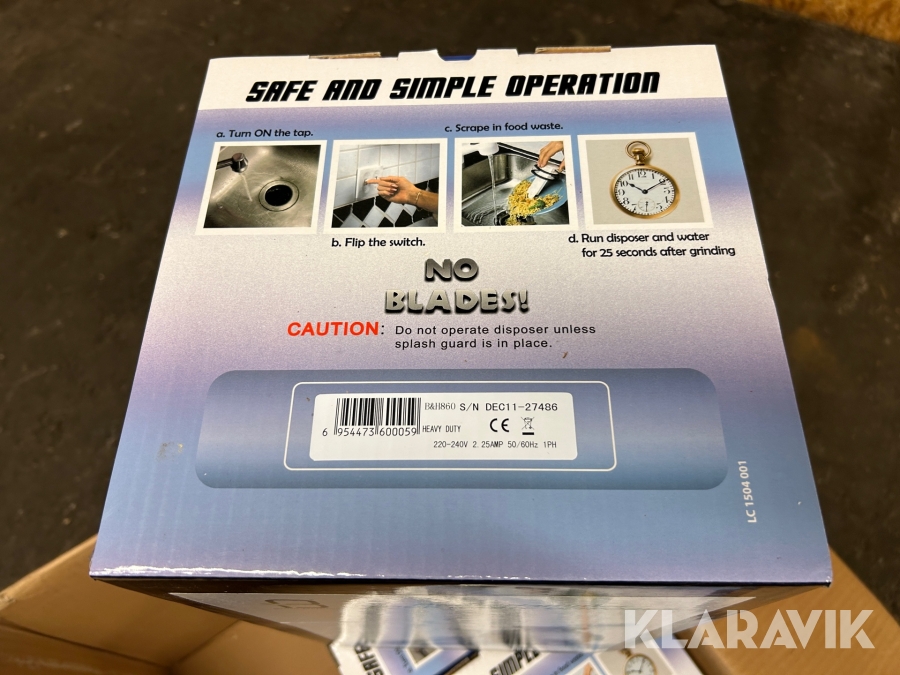 SAFE AND SIMPLE OPERATION
a. Turn ON the tap.
c. Scrape in food waste.
b. Flip the switch.
d. Run disposer and water
for 25 seconds after grinding
NO
BLADES!
CAUTION: Do not operate disposer unless
splash guard is in place.
B&H860 S/N DEC11-27486
6 954473 600059
HEAVY DUTY
CE
220-240V 2.25AMP 50/60Hz 1PH
LC 1504 001
KLARAVIK